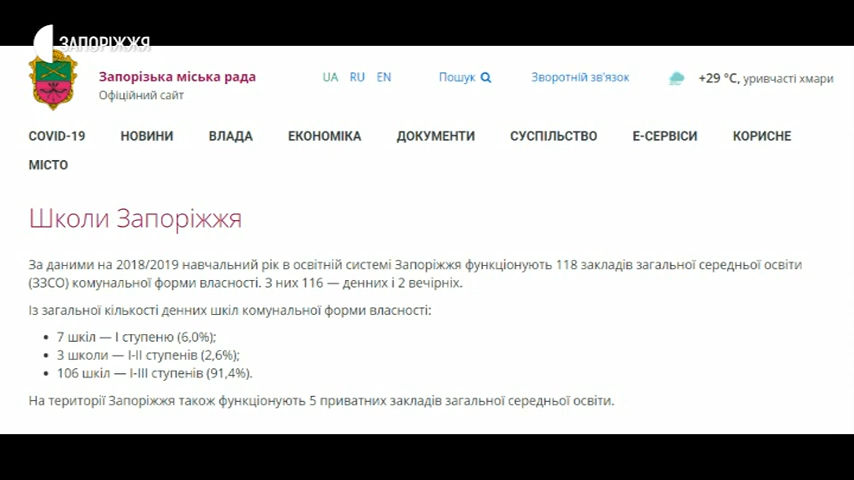 ЗАПОРІЖЖЯ
Запорізька міська рада
Офіційний сайт
UA RU EN
Пошук
Зворотній зв'язок
+29 °C, уривчасті хмари
COVID-19 НОВИНИ ВЛАДА ЕКОНОМІКА ДОКУМЕНТИ СУСПІЛЬСТВО Е-СЕРВІСИ КОРИСНЕ
МІСТО
Школи Запоріжжя
За даними на 2018/2019 навчальний рік в освітній системі Запоріжжя функціонують 118 закладів загальної середньої освіти
(ЗЗСО) комунальної форми власності. З них 116 — денних і 2 вечірніх.
Із загальної кількості денних шкіл комунальної форми власності:
• 7 шкіл — І ступеню (6,0%);
• 3 школи — І-ІІ ступенів (2,6%);
• 106 шкіл — І-ІІІ ступенів (91,4%).
На території Запоріжжя також функціонують 5 приватних закладів загальної середньої освіти.